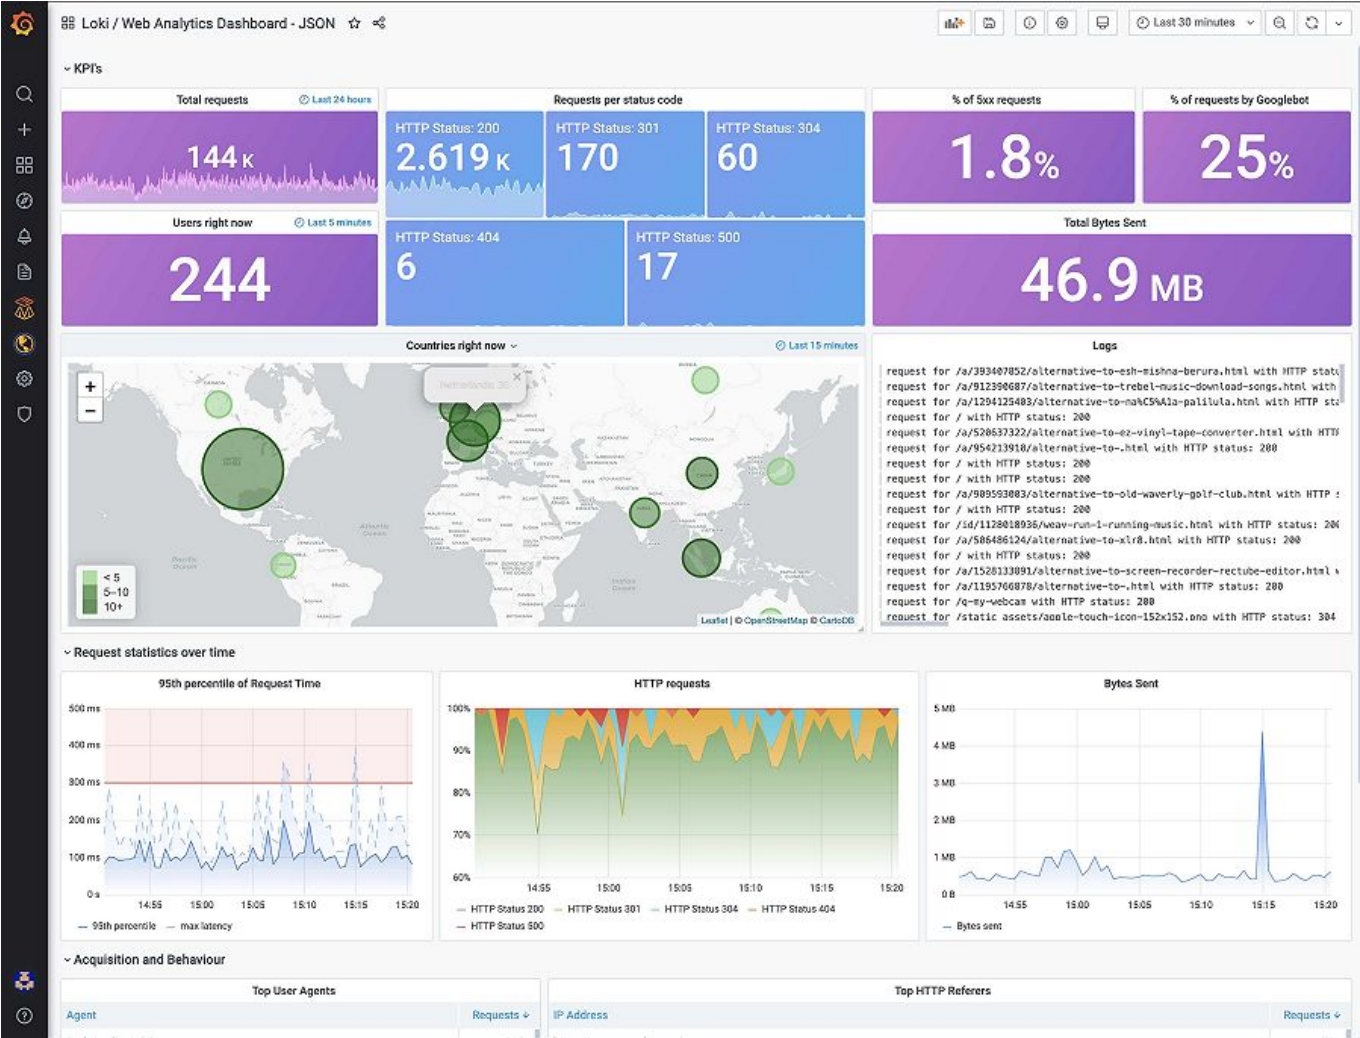 Loki / Web Analytics Dashboard - JSON
Last 30 minutes
KPI's
Total requests
Last 24 hours
144 K
Requests per status code
HTTP Status: 200
2.619 K
HTTP Status: 301
170
HTTP Status: 304
60
% of 5xx requests
1.8%
% of requests by Googlebot
25%
Users right now
Last 5 minutes
244
HTTP Status: 404
6
HTTP Status: 500
17
Total Bytes Sent
46.9 MB
Countries right now
Last 15 minutes
+
−
CANADA
RUSSIA
MONGOLIA
Atlantic
Ocean
Pacific
Ocean
BRAZIL
< 5
5–10
10+
Leaflet | © OpenStreetMap © CartoDB
Logs
request for /a/393407852/alternative-to-esh-mishna-berura.html with HTTP statu
request for /a/912390687/alternative-to-trebel-music-download-songs.html with
request for /a/1294125403/alternative-to-na%C5%A1a-palilula.html with HTTP sta
request for / with HTTP status: 200
request for /a/520637322/alternative-to-ez-vinyl-tape-converter.html with HTTP
request for /a/954213918/alternative-to-.html with HTTP status: 200
request for / with HTTP status: 200
request for / with HTTP status: 200
request for /a/909593003/alternative-to-old-waverly-golf-club.html with HTTP s
request for /id/1128018936/weav-run-1-running-music.html with HTTP status: 200
request for /a/506486124/alternative-to-xlr8.html with HTTP status: 200
request for / with HTTP status: 200
request for /a/1528133091/alternative-to-screen-recorder-rectube-editor.html w
request for /a/1195766878/alternative-to-.html with HTTP status: 200
request for /q-my-webcam with HTTP status: 200
request for /static_assets/apple-touch-icon-152x152.png with HTTP status: 304
Request statistics over time
95th percentile of Request Time
500 ms
400 ms
300 ms
200 ms
100 ms
0 s
14:55 15:00 15:05 15:10 15:15 15:20
95th percentile max latency
HTTP requests
100%
90%
80%
70%
60%
14:55 15:00 15:05 15:10 15:15 15:20
HTTP Status 200 HTTP Status 301 HTTP Status 304 HTTP Status 404
HTTP Status 500
Bytes Sent
5 MB
4 MB
3 MB
2 MB
1 MB
0 B
14:55 15:00 15:05 15:10 15:15 15:20
Bytes sent
Acquisition and Behaviour
Top User Agents
Agent Requests
Top HTTP Referers
IP Address Requests